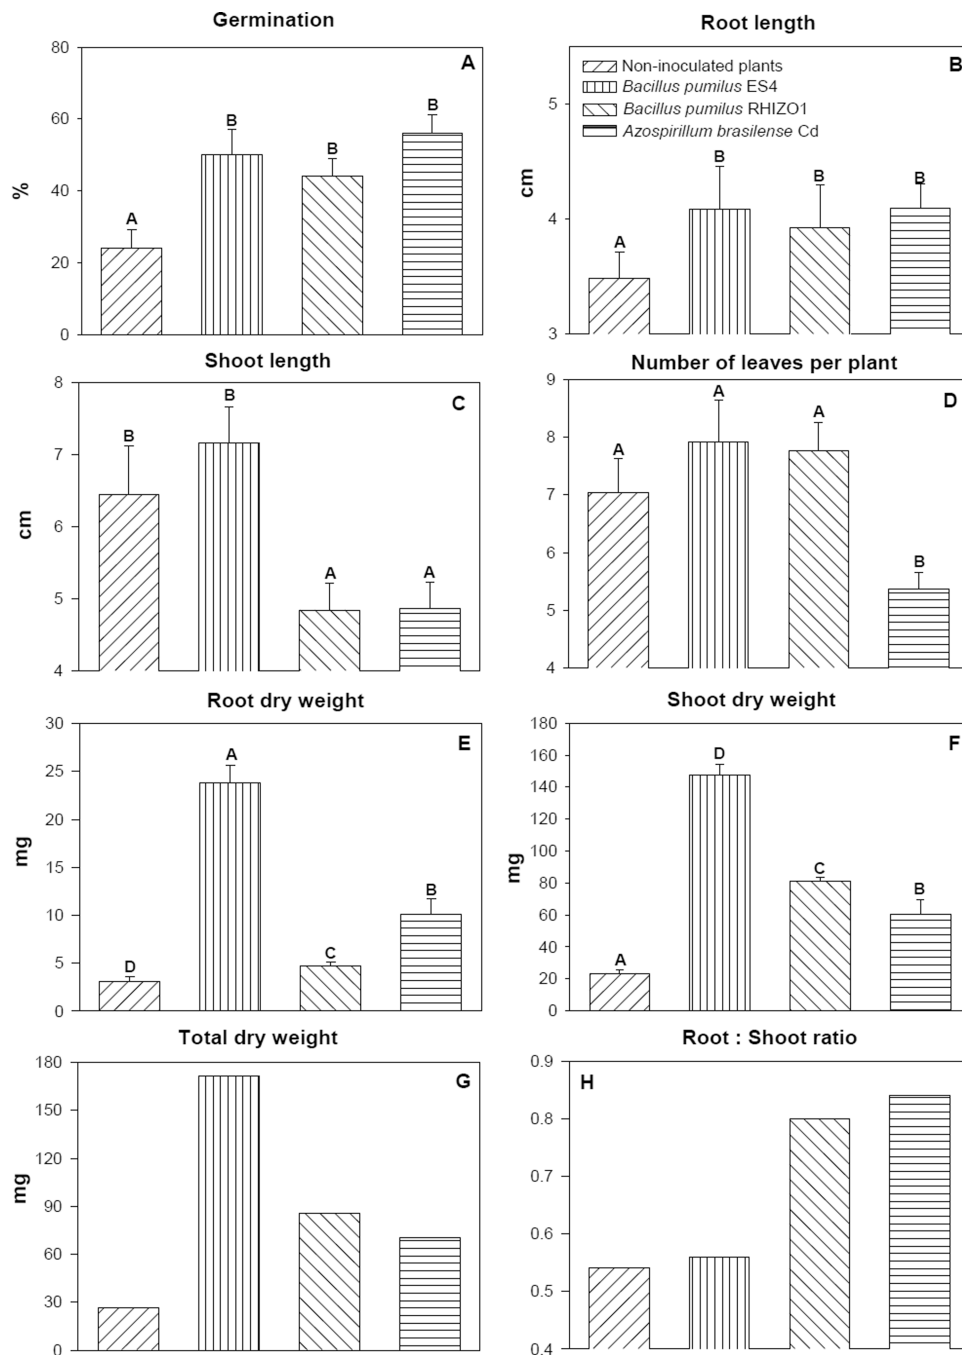 Germination
80
60
40
20
0
%
A
A
B
B
B
Root length
5
4
3
cm
Non-inoculated plants
Bacillus pumilus ES4
Bacillus pumilus RHIZO1
Azospirillum brasilense Cd
B
A
B
B
B
Shoot length
8
7
6
5
4
cm
C
B
B
A
A
Number of leaves per plant
9
8
7
6
5
4
D
A
A
A
B
Root dry weight
30
25
20
15
10
5
0
mg
E
D
A
C
B
Shoot dry weight
180
160
140
120
100
80
60
40
20
0
mg
F
A
D
C
B
Total dry weight
180
150
120
90
60
30
0
mg
G
Root : Shoot ratio
0.9
0.8
0.7
0.6
0.5
0.4
H